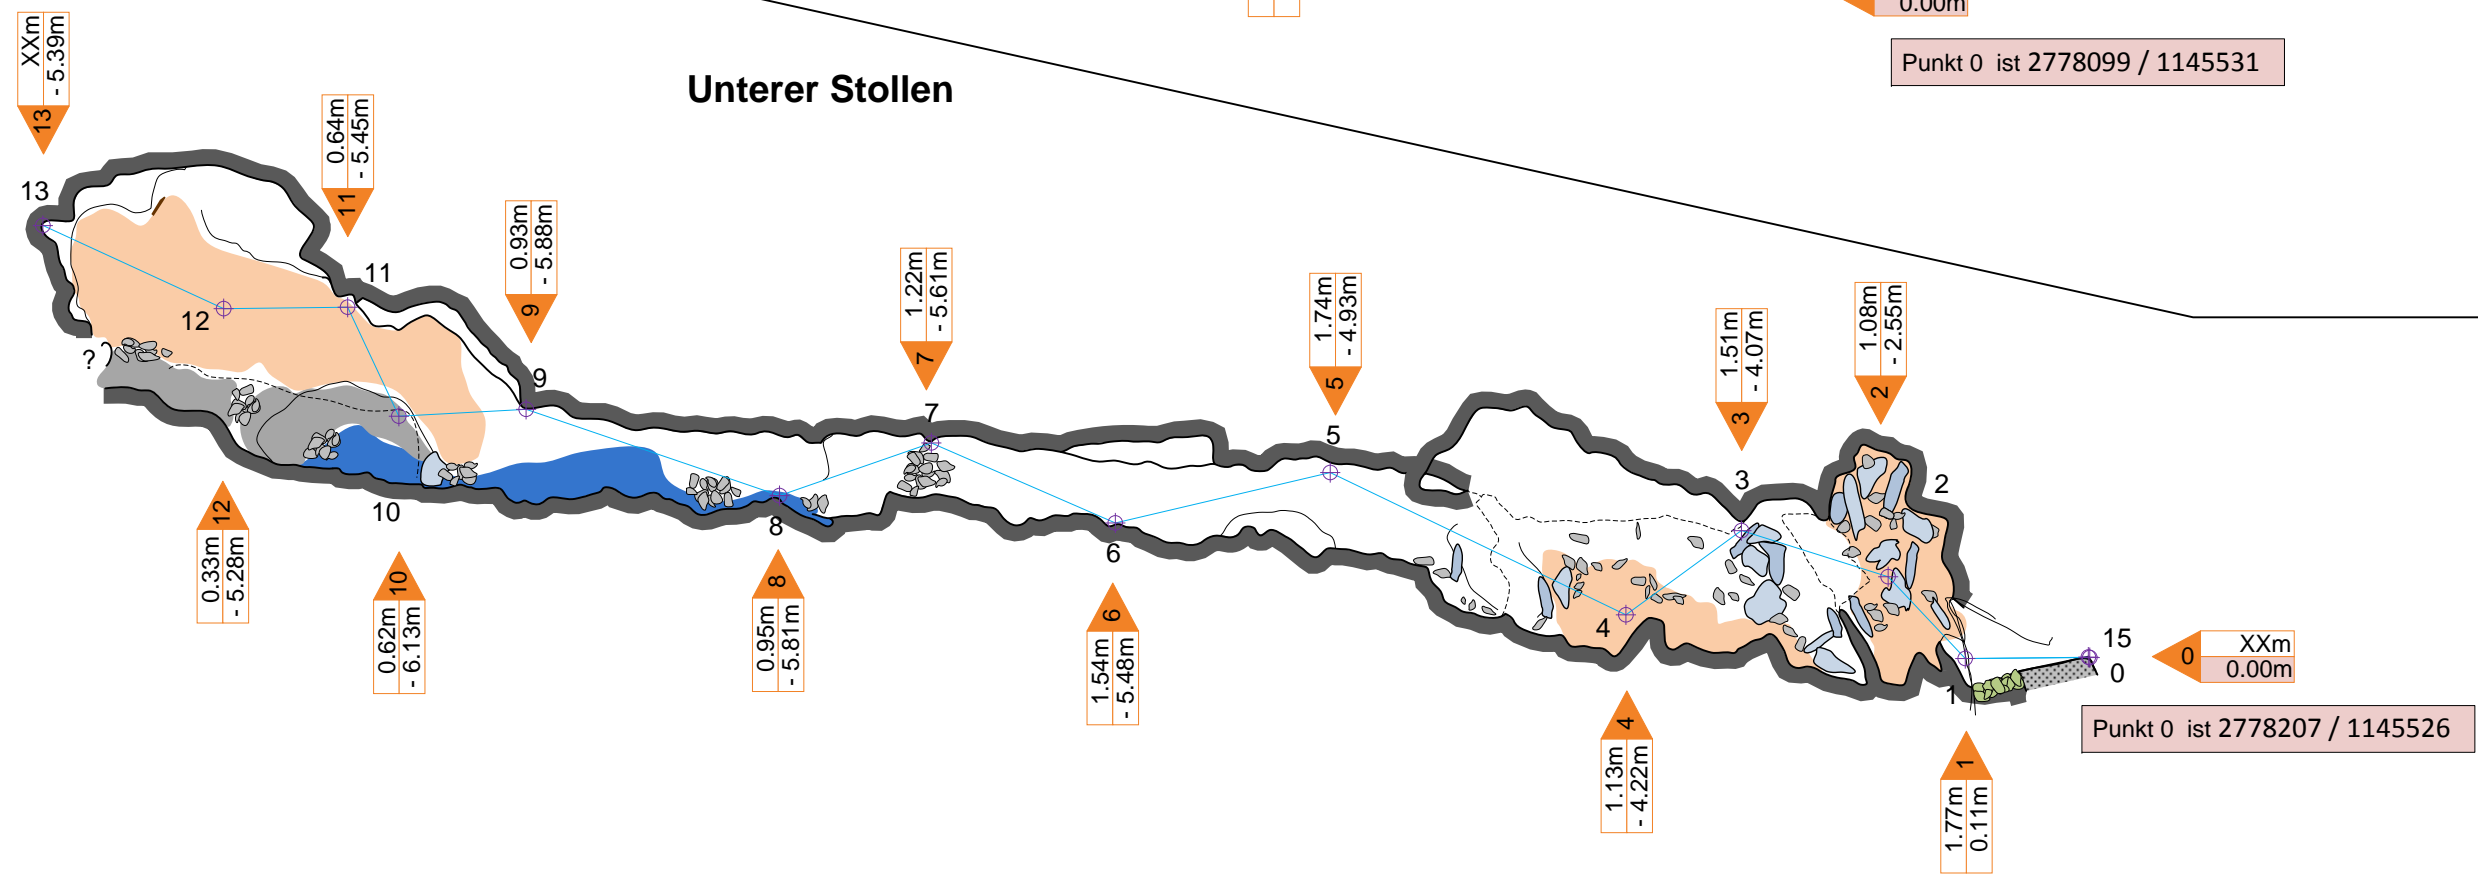 0.00m
Punkt 0 ist 2778099 / 1145531
Unterer Stollen
XXm
- 5.39m
13
13
0.64m
- 5.45m
11
11
0.93m
- 5.88m
9
9
1.22m
- 5.61m
7
7
1.74m
- 4.93m
5
5
1.51m
- 4.07m
3
3
1.08m
- 2.55m
2
2
12
?
10
8
6
4
1
15
0
0
XXm
0.00m
Punkt 0 ist 2778207 / 1145526
12
0.33m
- 5.28m
10
0.62m
- 6.13m
8
0.95m
- 5.81m
6
1.54m
- 5.48m
4
1.13m
- 4.22m
1
1.77m
0.11m